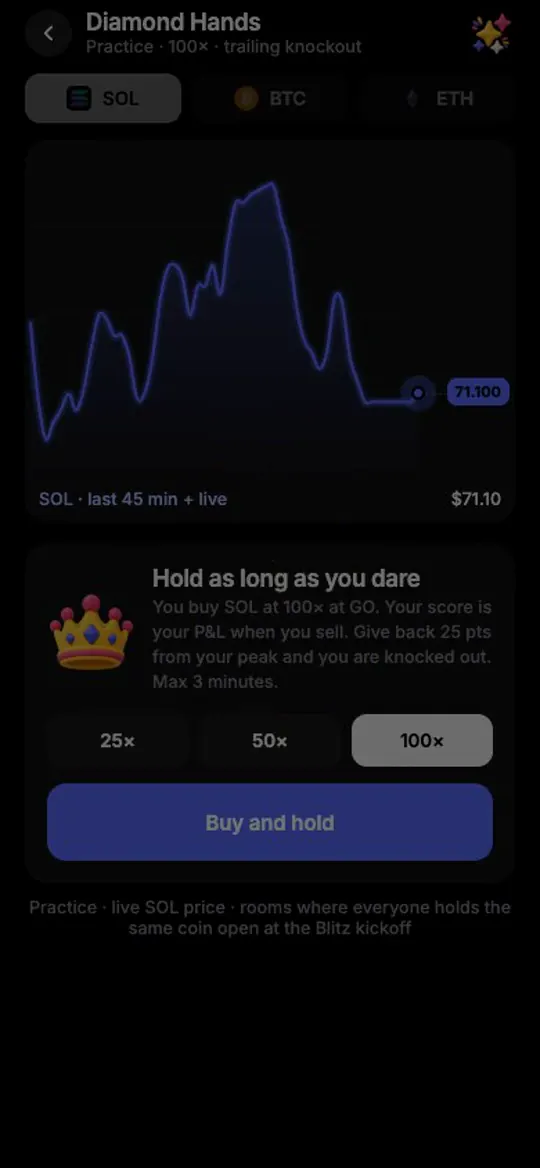 Diamond Hands
Practice · 100× · trailing knockout
SOL
BTC
ETH
71.100
SOL · last 45 min + live
$71.10
Hold as long as you dare
You buy SOL at 100× at GO. Your score is
your P&L when you sell. Give back 25 pts
from your peak and you are knocked out.
Max 3 minutes.
25×
50×
100×
Buy and hold
Practice · live SOL price · rooms where everyone holds the
same coin open at the Blitz kickoff